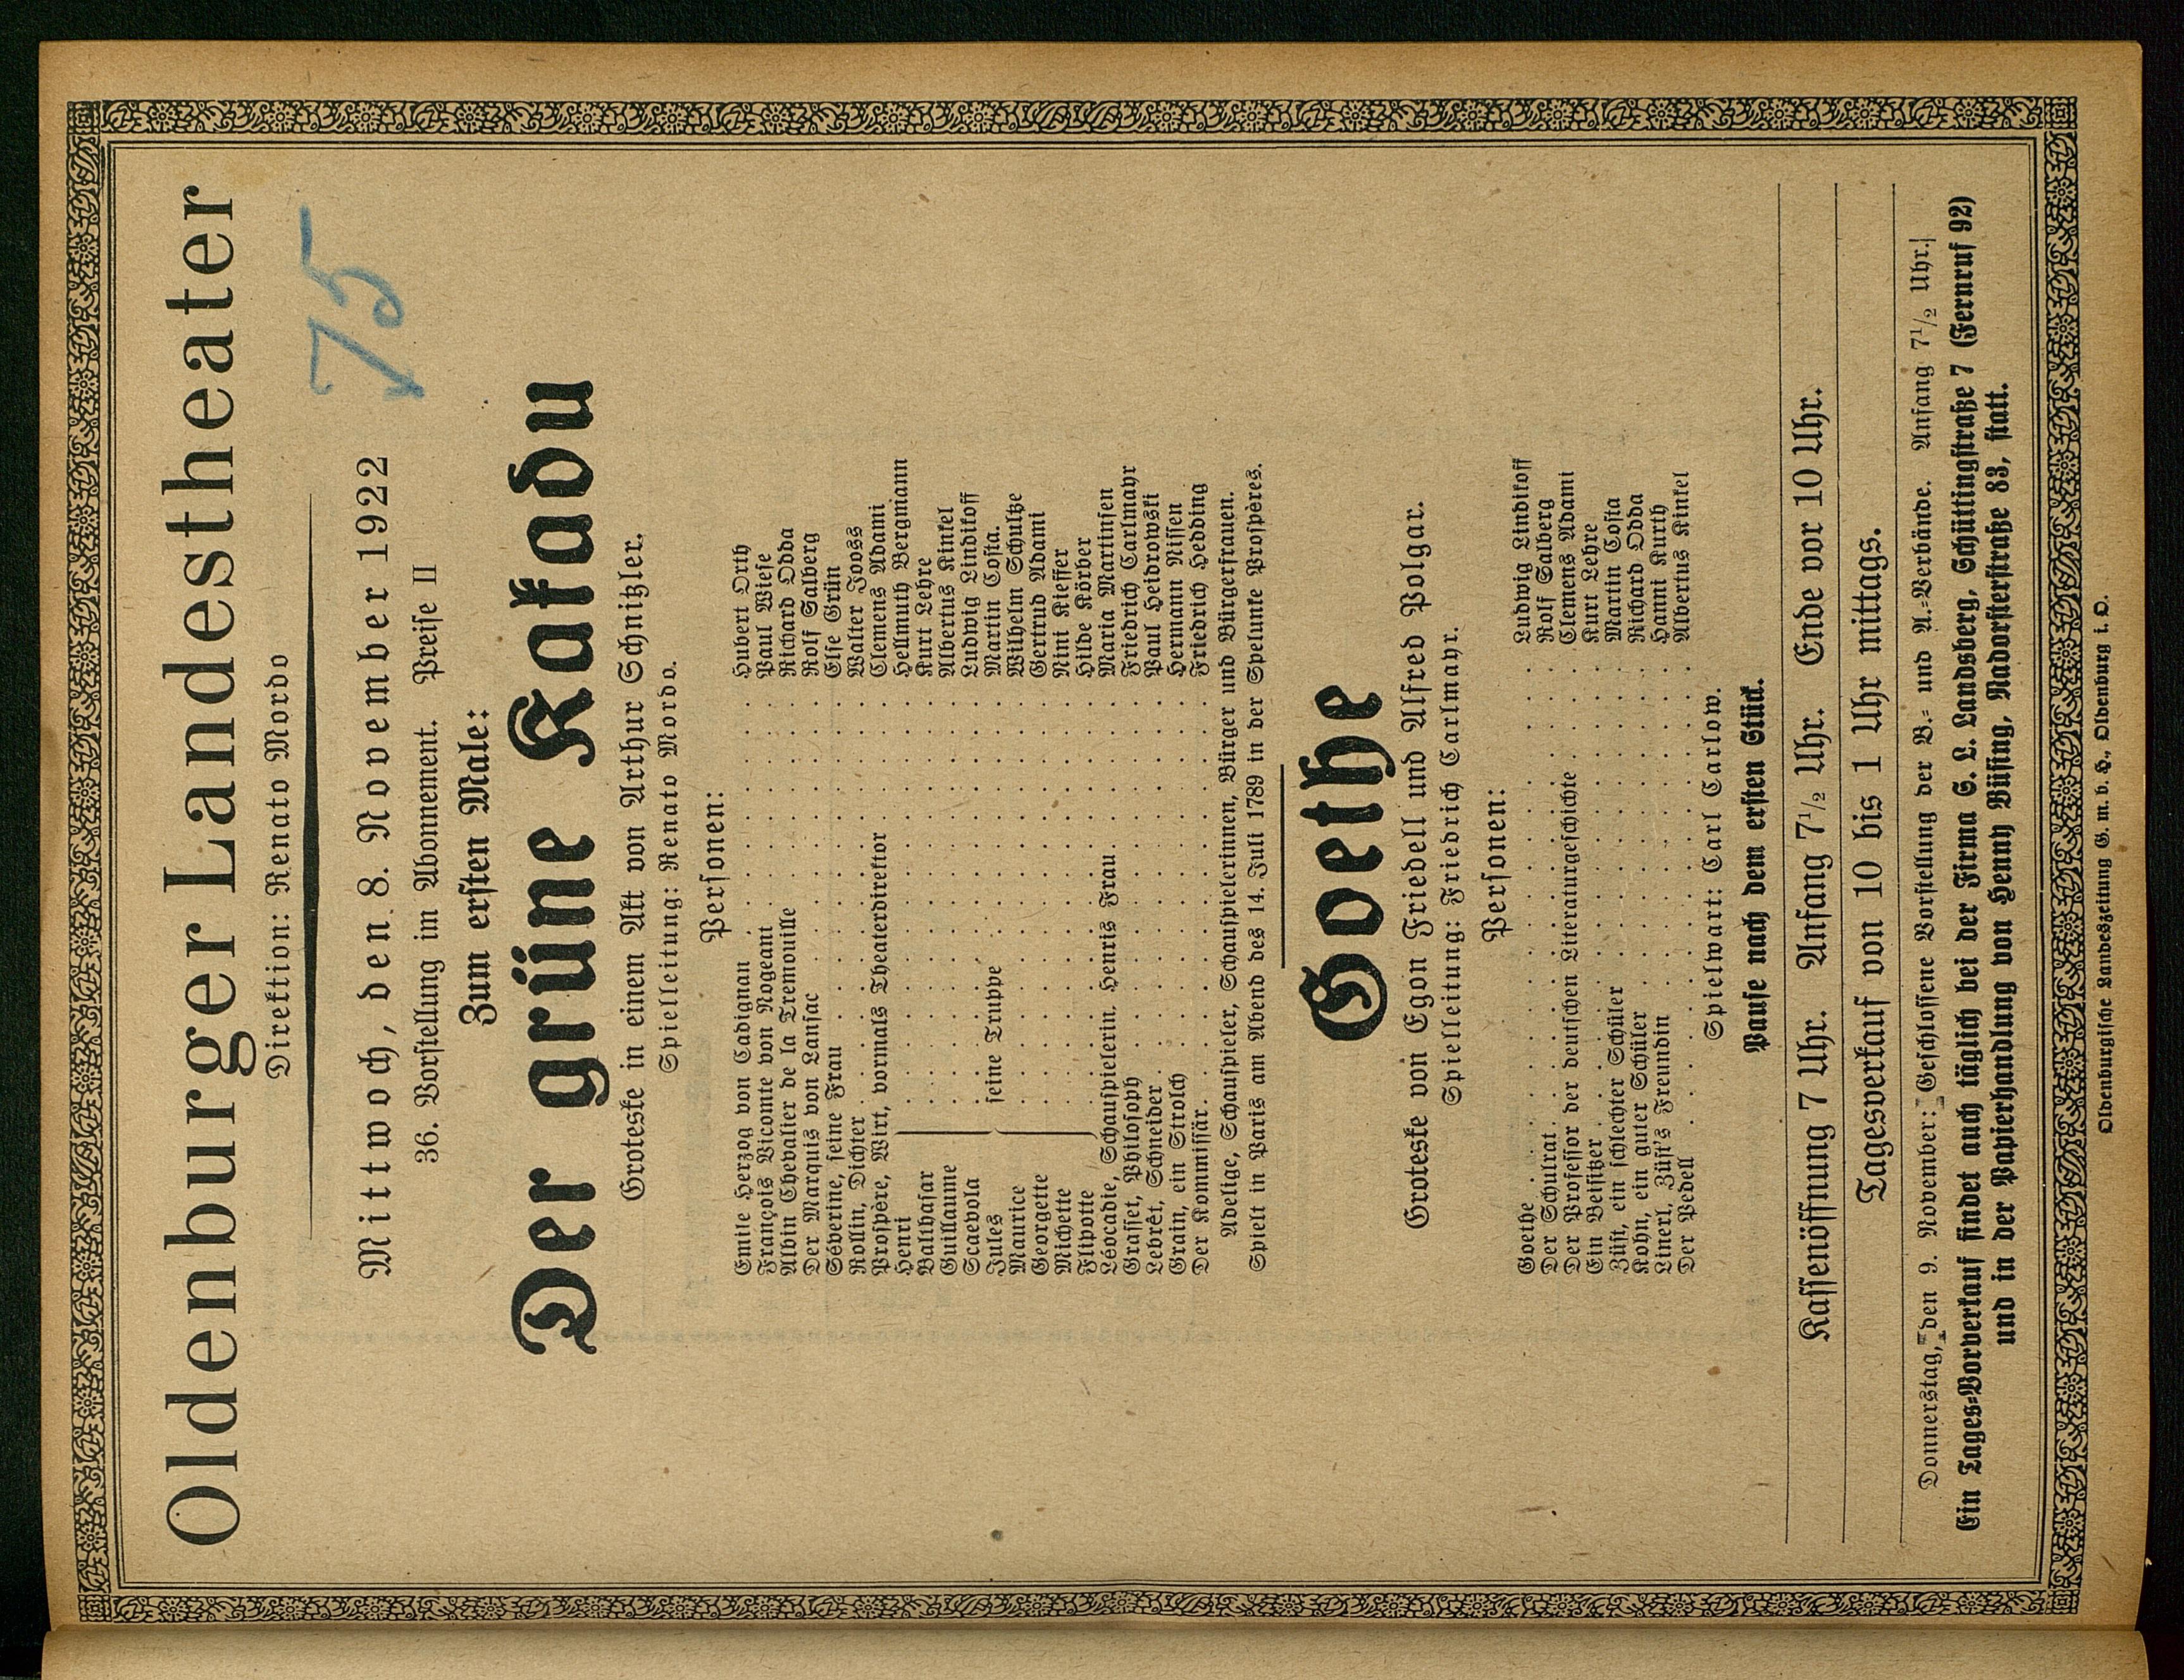 Oldenburger Landestheater
Direktion: Renato Mordo
75
Mittwoch, den 8. November 1922
36. Vorstellung im Abonnement. Preise II
Zum ersten Male:
Der grüne Kakadu
Groteske in einem Akt von Arthur Schnitzler.
Spielleitung: Renato Mordo.
Personen:
Emile Herzog von Cadignan . . . . Hubert Orth
François Vicomte von Nogeant . . . . Paul Wiese
Albin Chevalier de la Tremouille . . . . Richard Odda
Der Marquis von Lansac . . . . Rolf Salberg
Séverine, seine Frau . . . . Else Grün
Rollin, Dichter . . . . Walter Jooss
Prospère, Wirt, vormals Theaterdirektor . . . . Clemens Adami
Henri . . . . Hellmuth Bergmann
Balthasar . . . . Kurt Lehre
Guillaume . . . . Albertus Kinkel
Scaevola . . . . Ludwig Lindikoff
Jules } seine Truppe . . . . Martin Costa.
Maurice . . . . Wilhelm Schultze
Georgette . . . . Gertrud Adami
Michette . . . . Nini Kieffer
Flipotte . . . . Hilde Körber
Léocadie, Schauspielerin. Henris Frau . . . . Maria Martinsen
Grasset, Philosoph . . . . Friedrich Carlmayr
Lebrêt, Schneider . . . . Paul Heidrowski
Grain, ein Strolch . . . . Hermann Nissen
Der Kommissär . . . . Friedrich Hedding
Adelige, Schauspieler, Schauspielerinnen, Bürger und Bürgerfrauen.
Spielt in Paris am Abend des 14. Juli 1789 in der Spelunke Prospères.
Goethe
Groteske von Egon Friedell und Alfred Polgar.
Spielleitung: Friedrich Carlmayr.
Personen:
Goethe . . . . Ludwig Lindikoff
Der Schulrat . . . . Rolf Salberg
Der Professor der deutschen Literaturgeschichte . . . . Clemens Adami
Ein Beisitzer . . . . Kurt Lehre
Züst, ein schlechter Schüler . . . . Martin Costa
Kohn, ein guter Schüler . . . . Richard Odda
Linerl, Züst's Freundin . . . . Hanni Kurth
Der Pedell . . . . Albertus Kinkel
Spielwart: Carl Carlow.
Pause nach dem ersten Stück.
Kassenöffnung 7 Uhr. Anfang 7 1/2 Uhr. Ende vor 10 Uhr.
Tagesverkauf von 10 bis 1 Uhr mittags.
Donnerstag, den 9. November: Geschlossene Vorstellung der B.- und A.-Verbände. Anfang 7 1/2 Uhr.
Ein Tages-Vorverkauf findet auch täglich bei der Firma S. L. Landsberg, Schüttingstraße 7 (Fernruf 92)
und in der Papierhandlung von Henny Büsing, Nadorsterstraße 83, statt.
Oldenburgische Landeszeitung G. m. b. H., Oldenburg i. O.